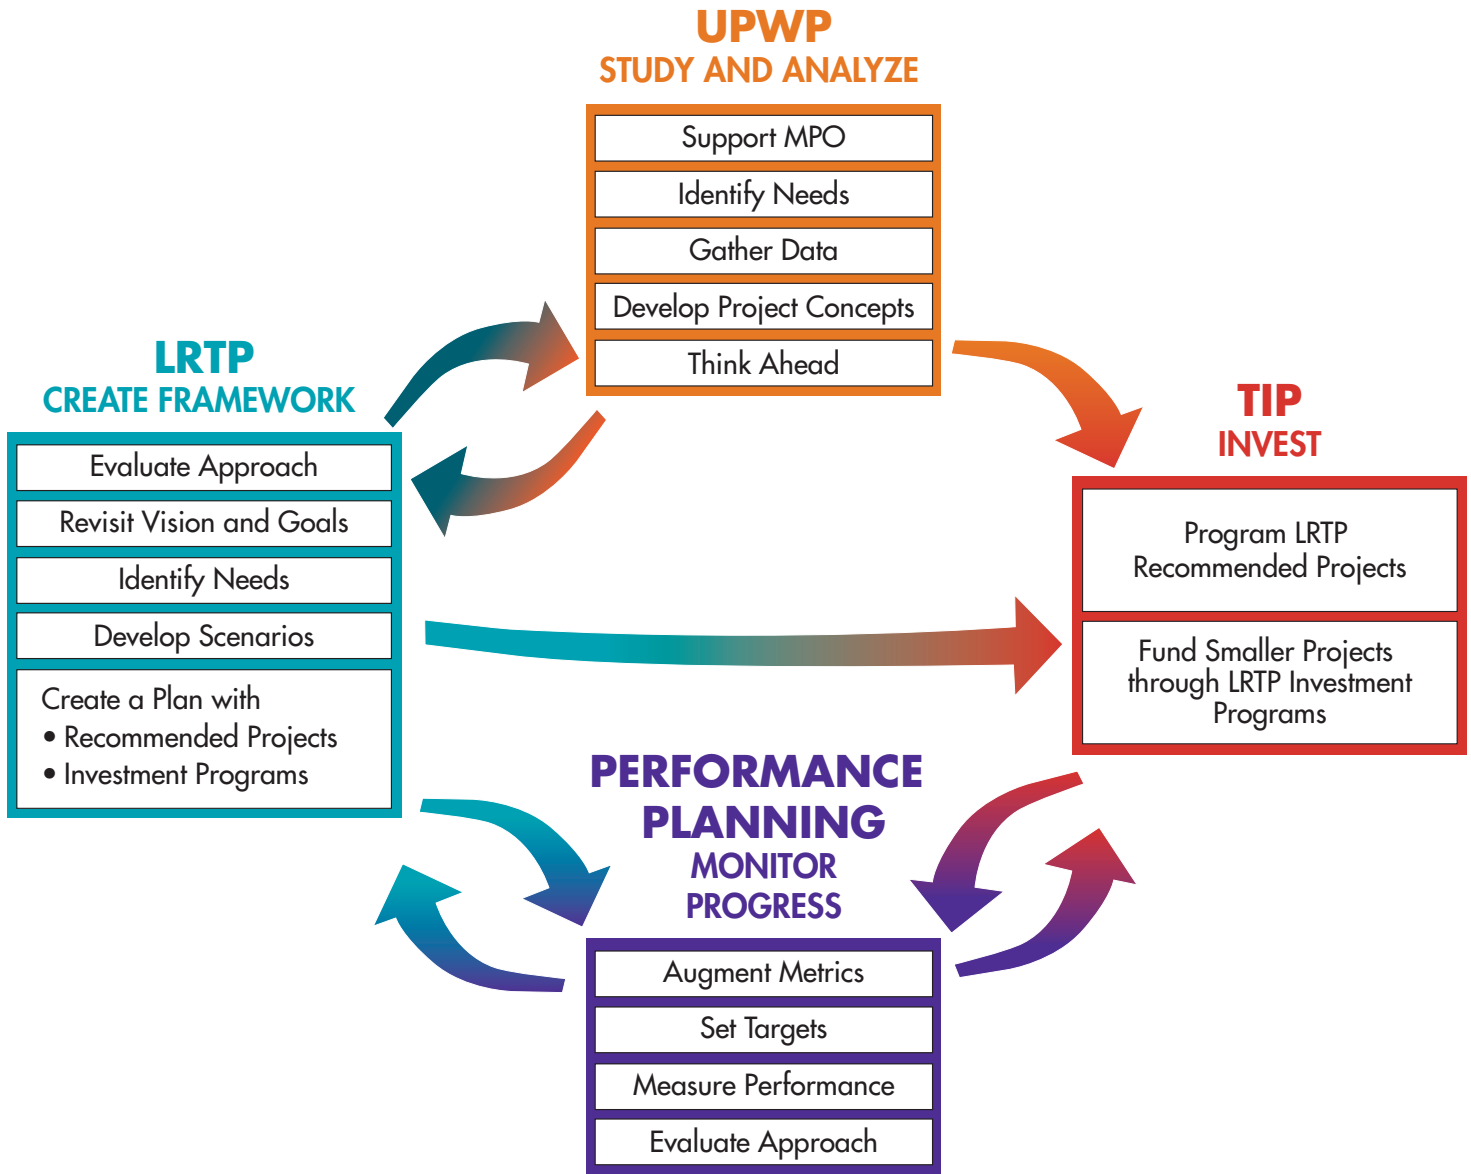 UPWP
STUDY AND ANALYZE
Support MPO
Identify Needs
Gather Data
Develop Project Concepts
Think Ahead
LRTP
CREATE FRAMEWORK
Evaluate Approach
Revisit Vision and Goals
Identify Needs
Develop Scenarios
Create a Plan with
• Recommended Projects
• Investment Programs
TIP
INVEST
Program LRTP
Recommended Projects
Fund Smaller Projects
through LRTP Investment
Programs
PERFORMANCE
PLANNING
MONITOR
PROGRESS
Augment Metrics
Set Targets
Measure Performance
Evaluate Approach